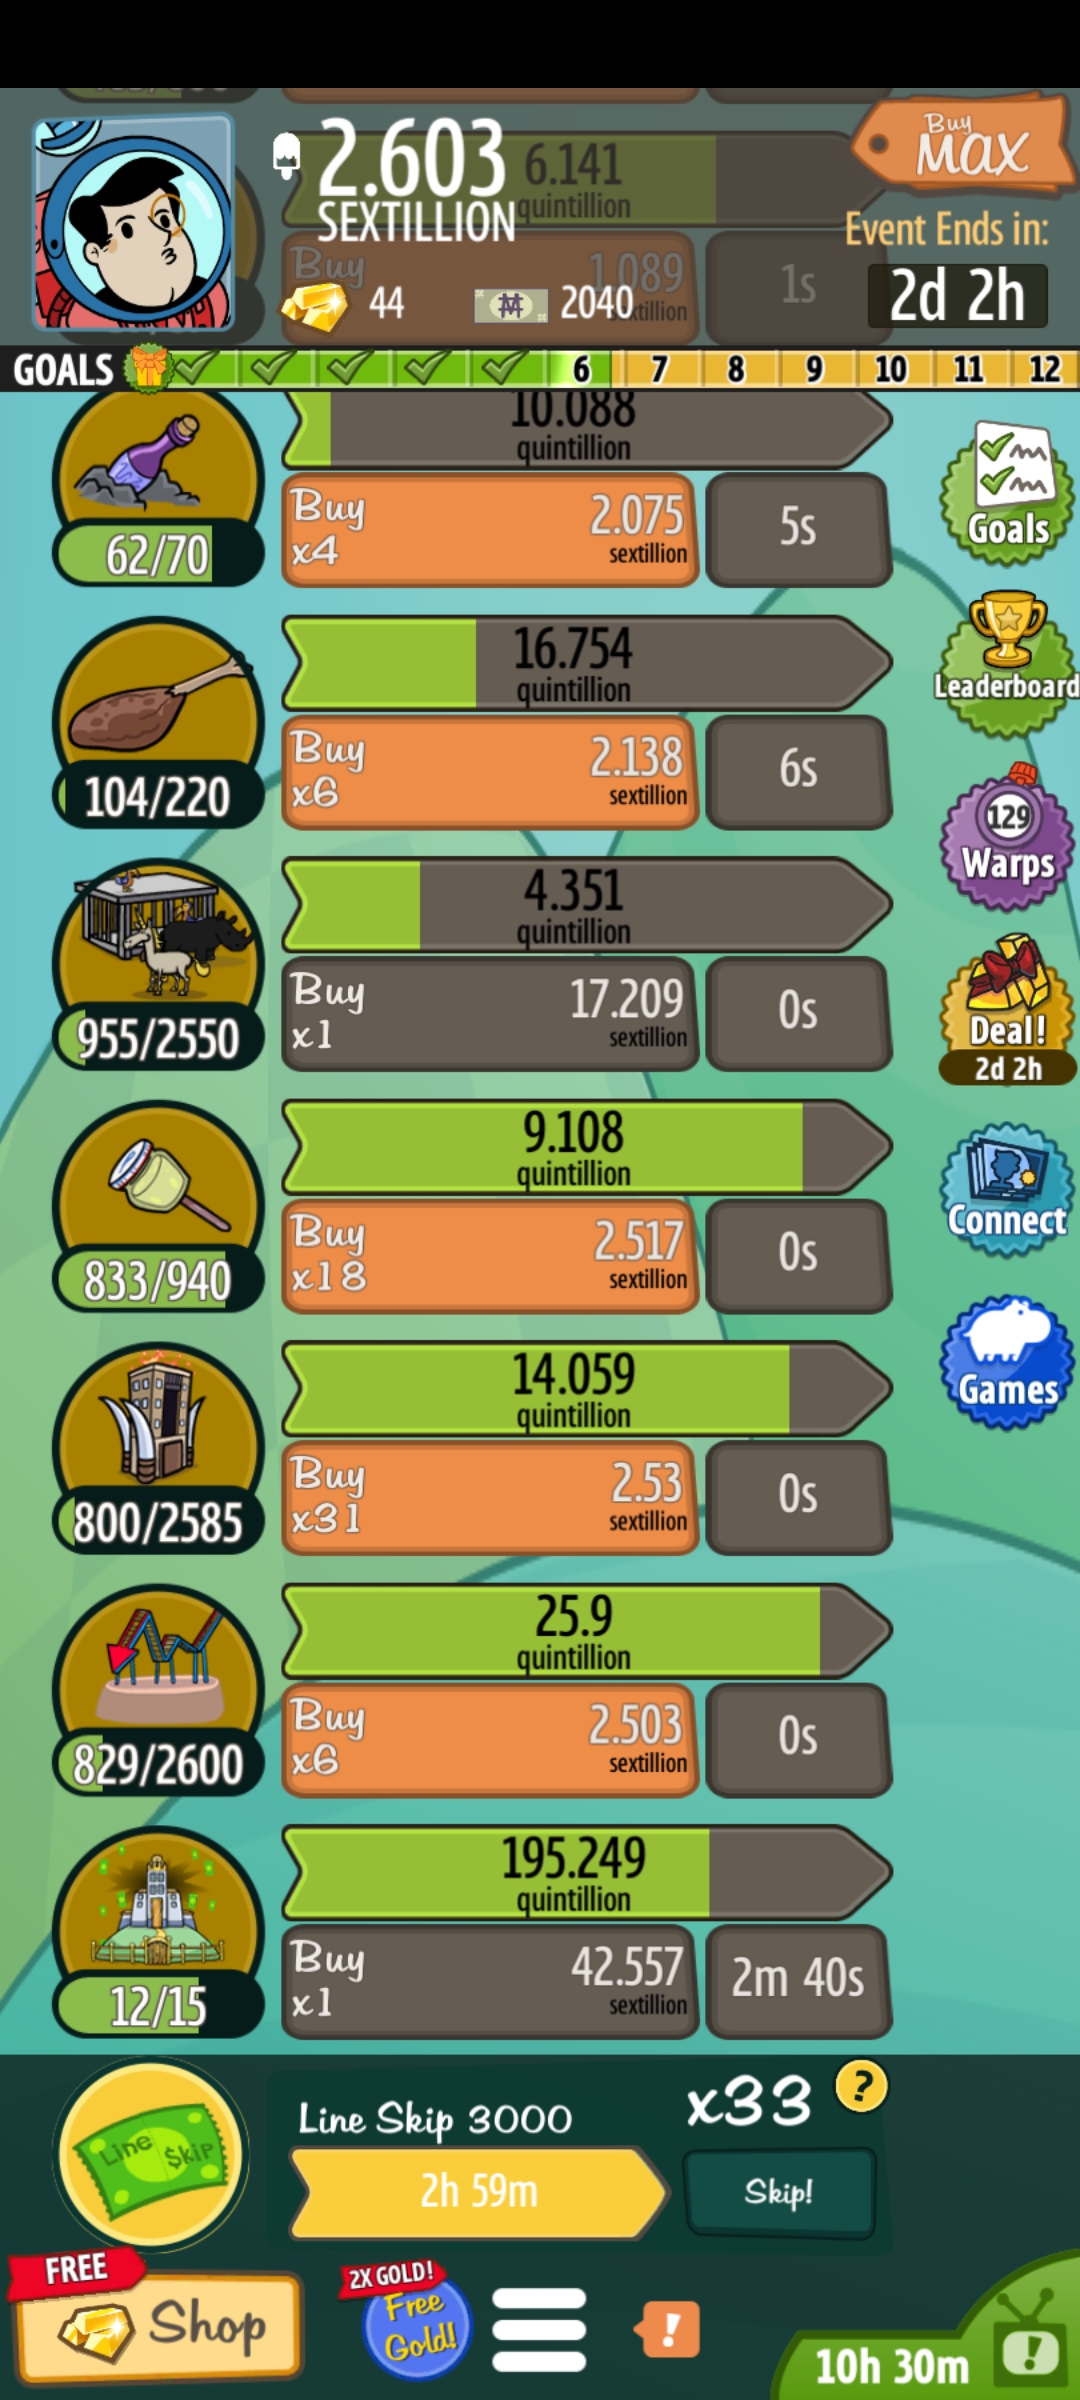 2.603
SEXTILLION
6.141
quintillion
Buy
MAX
Event Ends in:
2d 2h
Buy
1.089
1s
44
2040
GOALS
6
7
8
9
10
11
12
10.088
quintillion
Buy
x4
2.075
sextillion
5s
62/70
Goals
16.754
quintillion
Buy
x6
2.138
sextillion
6s
104/220
Leaderboard
129
Warps
4.351
quintillion
Buy
x1
17.209
sextillion
0s
955/2550
Deal!
2d 2h
9.108
quintillion
Buy
x18
2.517
sextillion
0s
833/940
Connect
14.059
quintillion
Buy
x31
2.53
sextillion
0s
800/2585
Games
25.9
quintillion
Buy
x6
2.503
sextillion
0s
829/2600
195.249
quintillion
Buy
x1
42.557
sextillion
2m 40s
12/15
Line $kip
Line Skip 3000
x33
?
2h 59m
Skip!
FREE
Shop
2X GOLD!
Free
Gold!
!
10h 30m
!